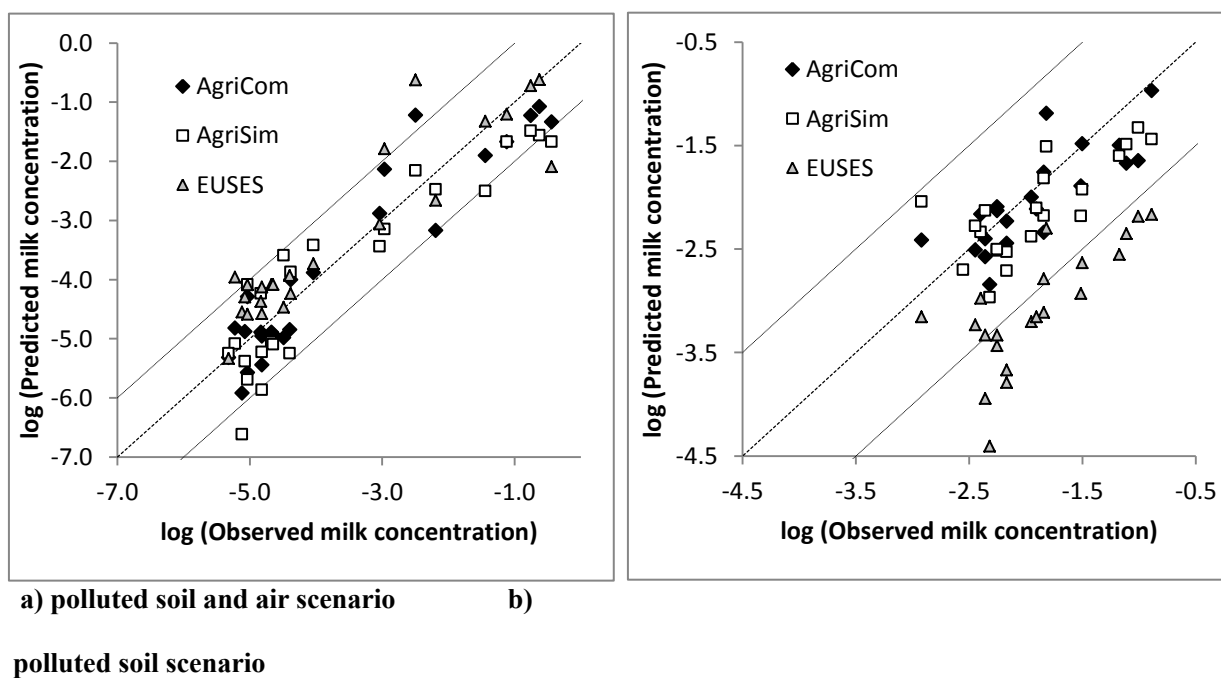 0.0
-1.0
-2.0
-3.0
-4.0
-5.0
-6.0
-7.0
log (Predicted milk concentration)
AgriCom
AgriSim
EUSES
-7.0 -5.0 -3.0 -1.0
log (Observed milk concentration)
-0.5
-1.5
-2.5
-3.5
-4.5
log (Predicted milk concentration)
AgriCom
AgriSim
EUSES
-4.5 -3.5 -2.5 -1.5 -0.5
log (Observed milk concentration)
a) polluted soil and air scenario b)
polluted soil scenario